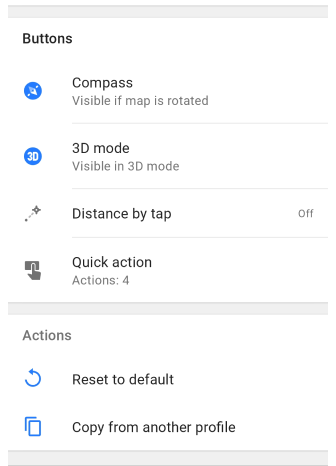 Buttons
Compass
Visible if map is rotated
3D
3D mode
Visible in 3D mode
Distance by tap
Off
Quick action
Actions: 4
Actions
Reset to default
Copy from another profile